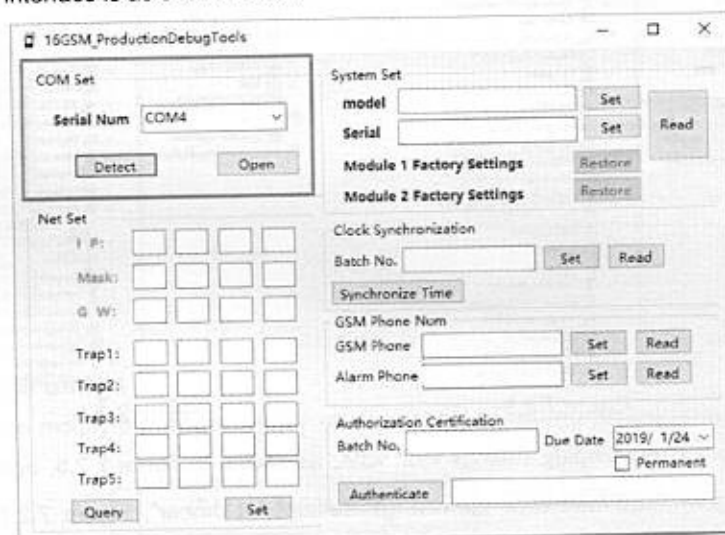 16GSM_ProductionDebugTools
COM Set
Serial Num COM4
Detect Open
Net Set
I P:
Mask:
G W:
Trap1:
Trap2:
Trap3:
Trap4:
Trap5:
Query Set
System Set
model Set
Serial Set
Read
Module 1 Factory Settings Restore
Module 2 Factory Settings Restore
Clock Synchronization
Batch No. Set Read
Synchronize Time
GSM Phone Num
GSM Phone Set Read
Alarm Phone Set Read
Authorization Certification
Batch No. Due Date 2019/ 1/24
Permanent
Authenticate